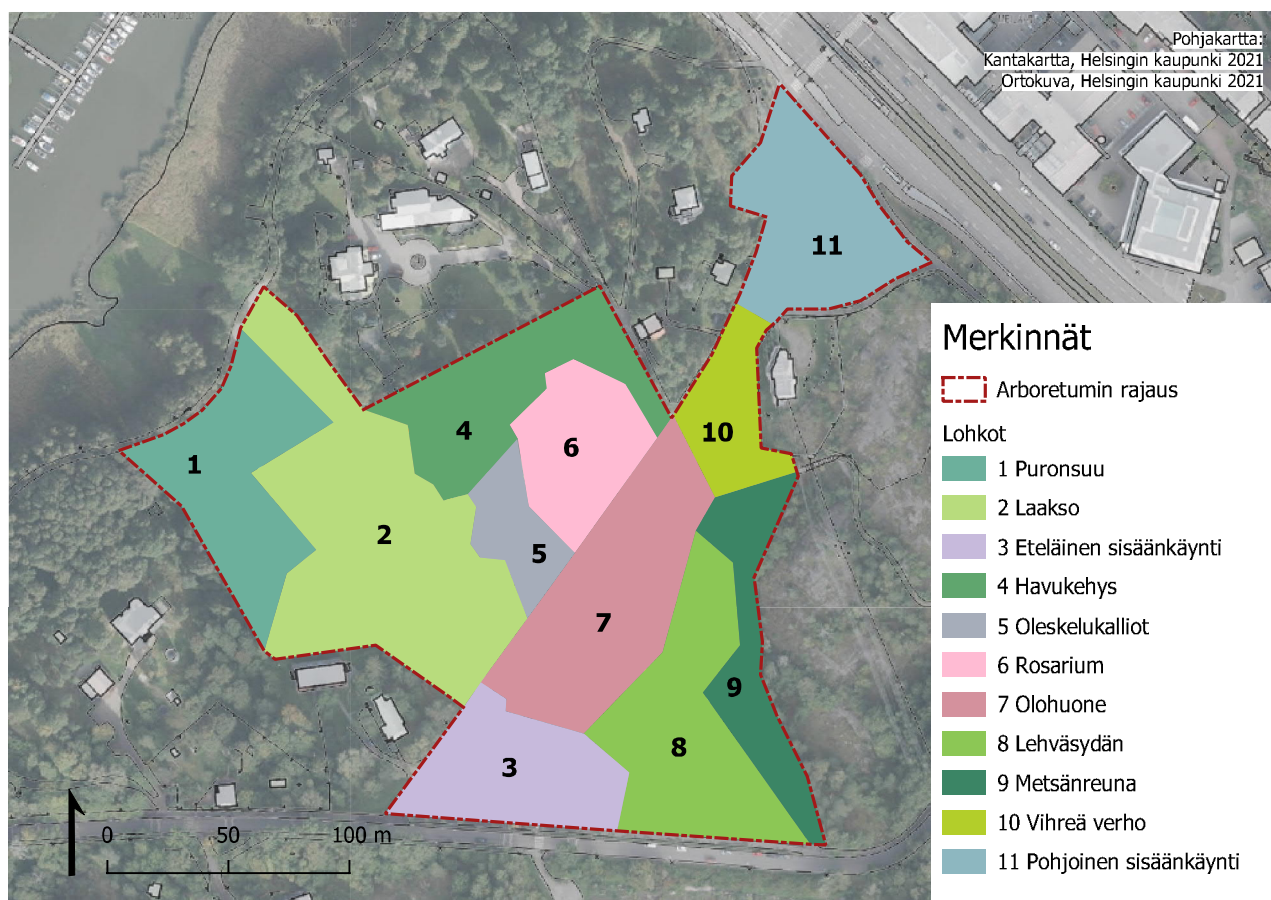 Pohjakartta:
Kantakartta, Helsingin kaupunki 2021
Ortokuva, Helsingin kaupunki 2021
11
10
4
6
1
2
5
7
9
8
3
0 50 100 m
Merkinnät
Arboretumin rajaus
Lohkot
1 Puronsuu
2 Laakso
3 Eteläinen sisäänkäynti
4 Havukehys
5 Oleskelukalliot
6 Rosarium
7 Olohuone
8 Lehväsydän
9 Metsänreuna
10 Vihreä verho
11 Pohjoinen sisäänkäynti